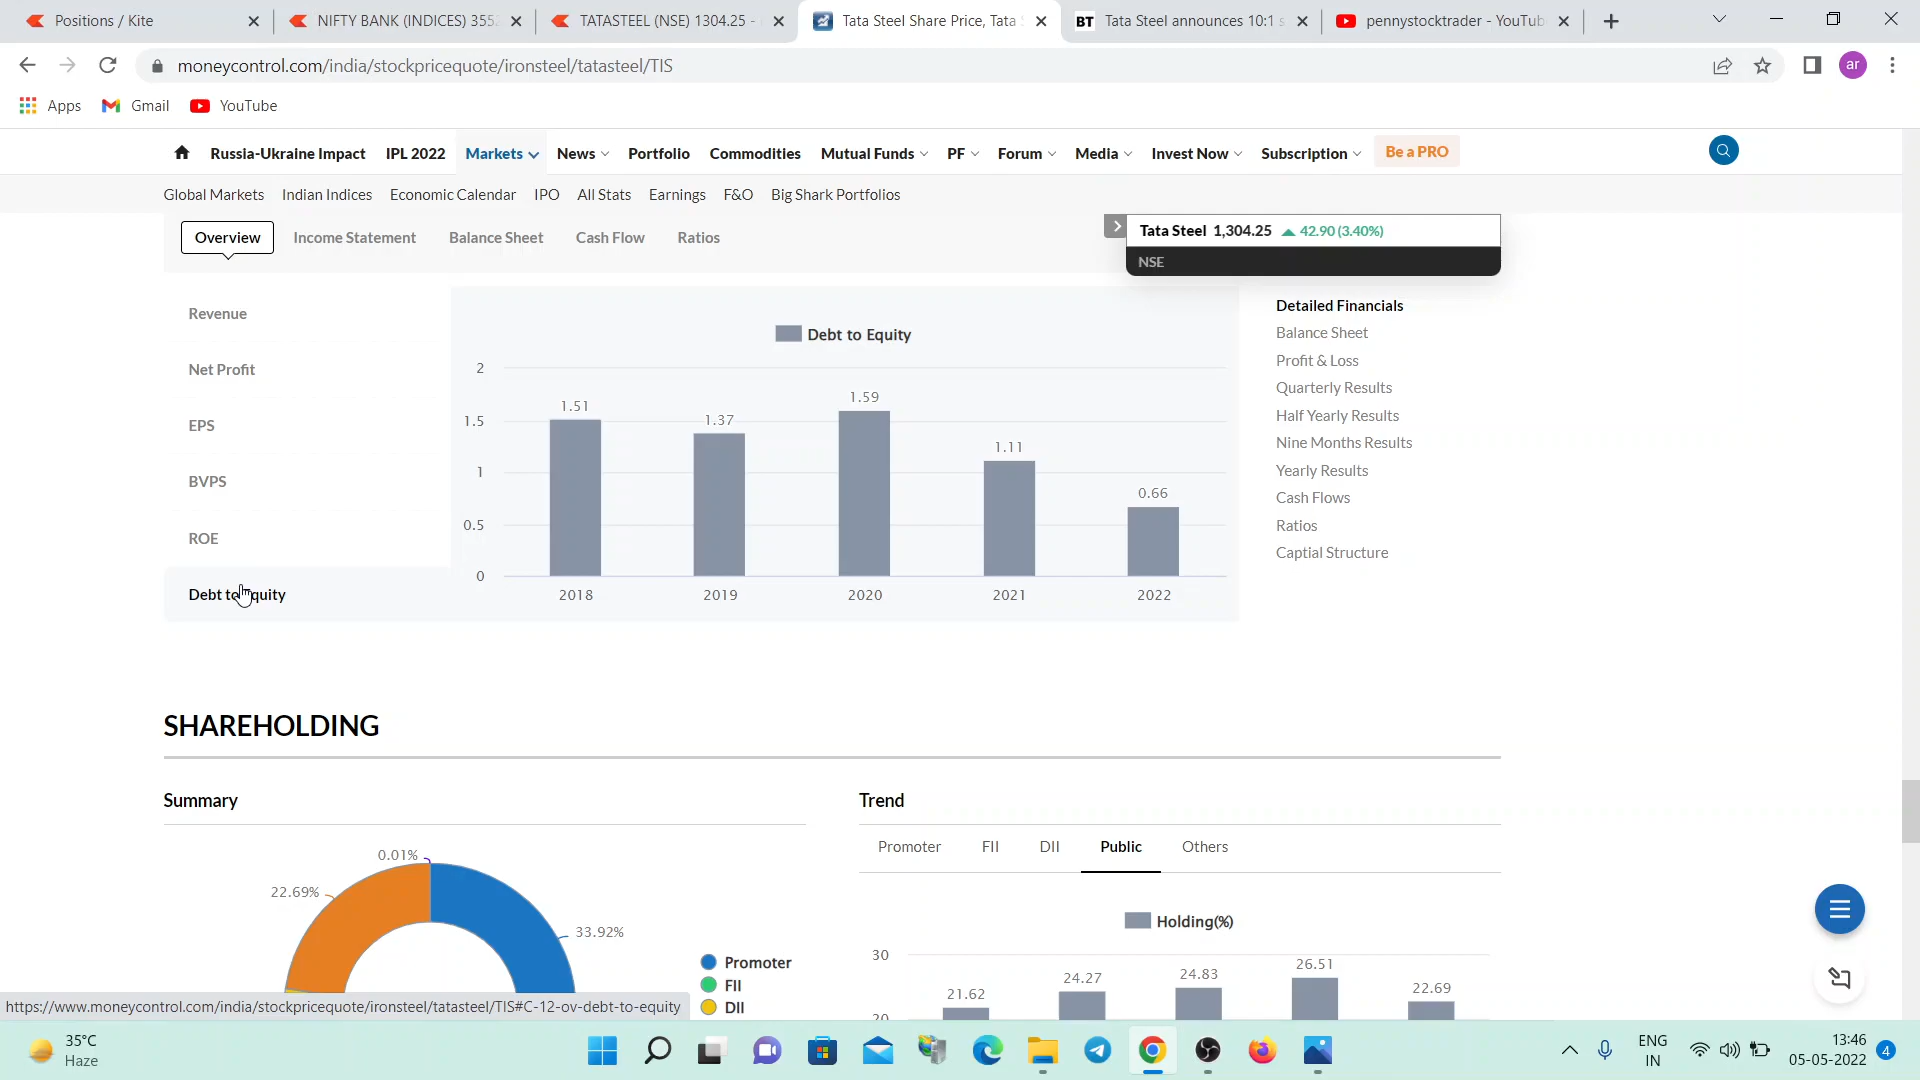 Positions / Kite
NIFTY BANK (INDICES) 355
TATASTEEL (NSE) 1304.25 -
Tata Steel Share Price, Tata S
BT Tata Steel announces 10:1 s
pennystocktrader - YouTub
moneycontrol.com/india/stockpricequote/ironsteel/tatasteel/TIS
ar
Apps
Gmail
YouTube
Russia-Ukraine Impact
IPL 2022
Markets
News
Portfolio
Commodities
Mutual Funds
PF
Forum
Media
Invest Now
Subscription
Be a PRO
Global Markets
Indian Indices
Economic Calendar
IPO
All Stats
Earnings
F&O
Big Shark Portfolios
Overview
Income Statement
Balance Sheet
Cash Flow
Ratios
Tata Steel 1,304.25 42.90 (3.40%)
NSE
Revenue
Net Profit
EPS
BVPS
ROE
Debt to Equity
Debt to Equity
2
1.5
1
0.5
0
1.51
1.37
1.59
1.11
0.66
2018
2019
2020
2021
2022
Detailed Financials
Balance Sheet
Profit & Loss
Quarterly Results
Half Yearly Results
Nine Months Results
Yearly Results
Cash Flows
Ratios
Captial Structure
SHAREHOLDING
Summary
0.01%
22.69%
33.92%
Promoter
FII
DII
Trend
Promoter
FII
DII
Public
Others
Holding(%)
30
20
21.62
24.27
24.83
26.51
22.69
https://www.moneycontrol.com/india/stockpricequote/ironsteel/tatasteel/TIS#C-12-ov-debt-to-equity
35°C
Haze
ENG
IN
13:46
05-05-2022
4